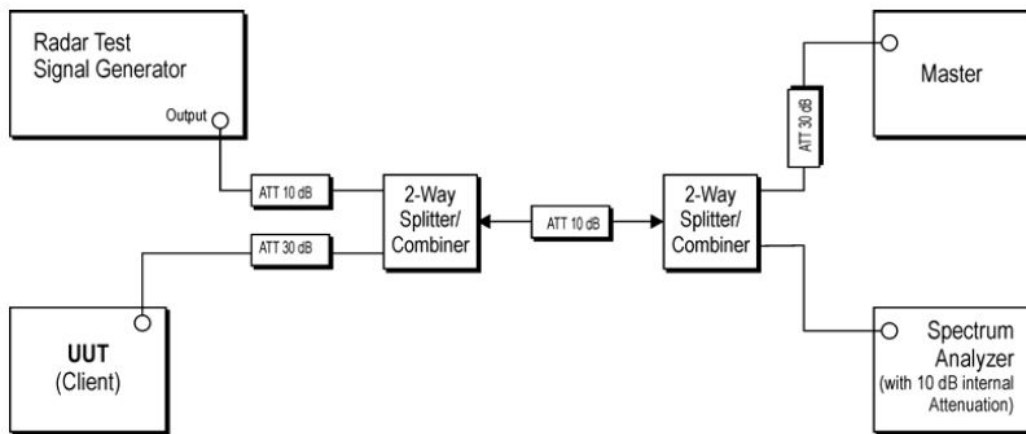 Radar Test
Signal Generator
Output
ATT 10 dB
2-Way
Splitter/
Combiner
ATT 30 dB
UUT
(Client)
ATT 10 dB
2-Way
Splitter/
Combiner
ATT 30 dB
Master
Spectrum
Analyzer
(with 10 dB internal
Attenuation)